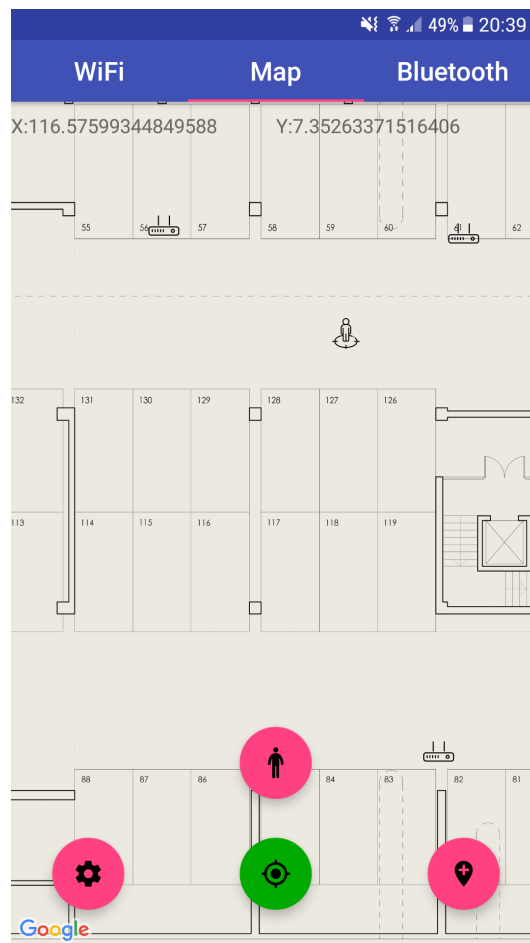 49% 20:39
WiFi Map Bluetooth
X:116.57599344849588 Y:7.35263371516406
55 56 57 58 59 60 61 62
132 131 130 129 128 127 126
113 114 115 116 117 118 119
88 87 86 84 83 82 81
Google